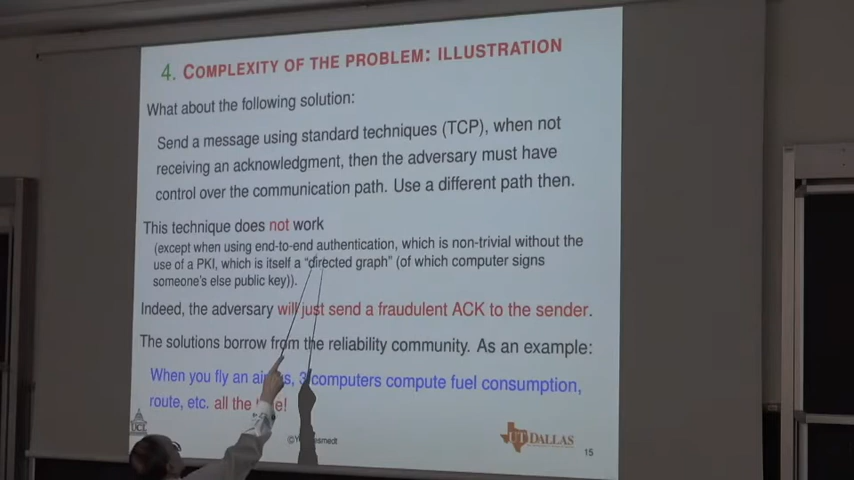 4. COMPLEXITY OF THE PROBLEM: ILLUSTRATION
What about the following solution:
Send a message using standard techniques (TCP), when not
receiving an acknowledgment, then the adversary must have
control over the communication path. Use a different path then.
This technique does not work
(except when using end-to-end authentication, which is non-trivial without the
use of a PKI, which is itself a "directed graph" (of which computer signs
someone's else public key)).
Indeed, the adversary will just send a fraudulent ACK to the sender.
The solutions borrow from the reliability community. As an example:
When you fly an 3 computers compute fuel consumption,
route, etc. all the
UCL
©
UT DALLAS
15